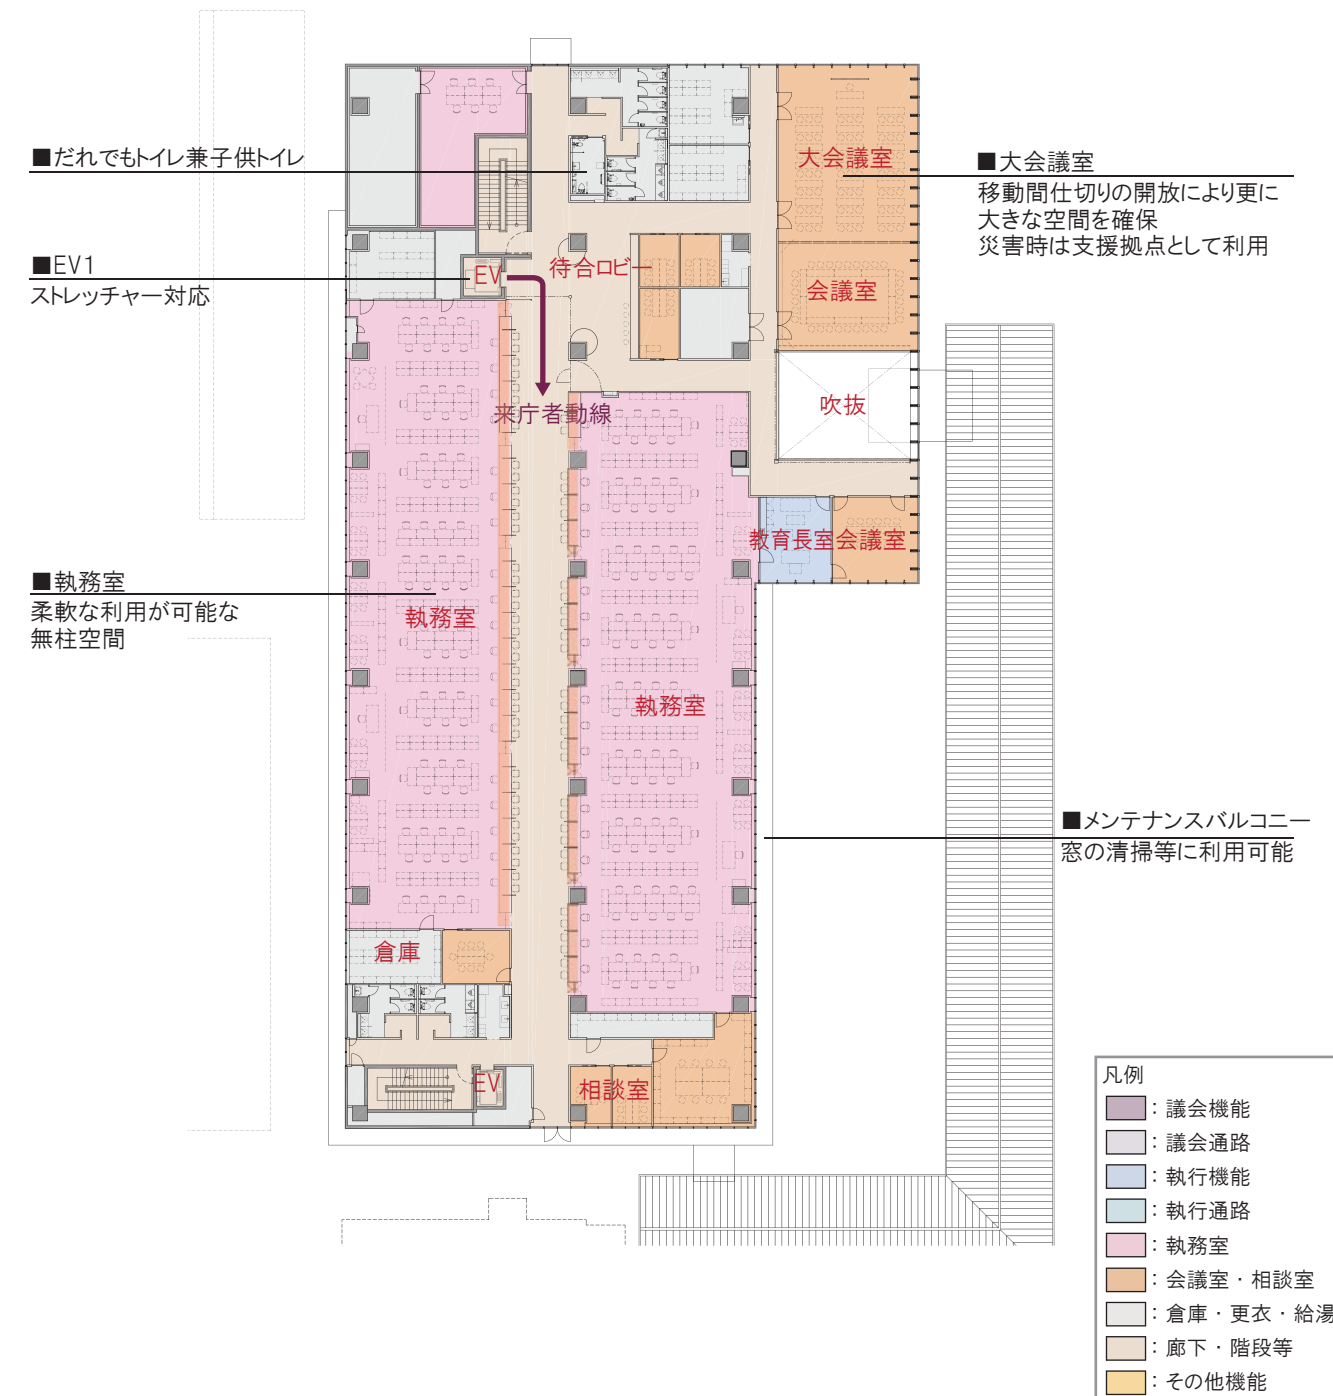 ■だれでもトイレ兼子供トイレ
■EV1
ストレッチャー対応
■執務室
柔軟な利用が可能な
無柱空間
大会議室
会議室
EV
待合ロビー
来庁者動線
吹抜
教育長室
会議室
執務室
執務室
倉庫
EV
相談室
■大会議室
移動間仕切りの開放により更に
大きな空間を確保
災害時は支援拠点として利用
■メンテナンスバルコニー
窓の清掃等に利用可能
凡例
：議会機能
：議会通路
：執行機能
：執行通路
：執務室
：会議室・相談室
：倉庫・更衣・給湯
：廊下・階段等
：その他機能